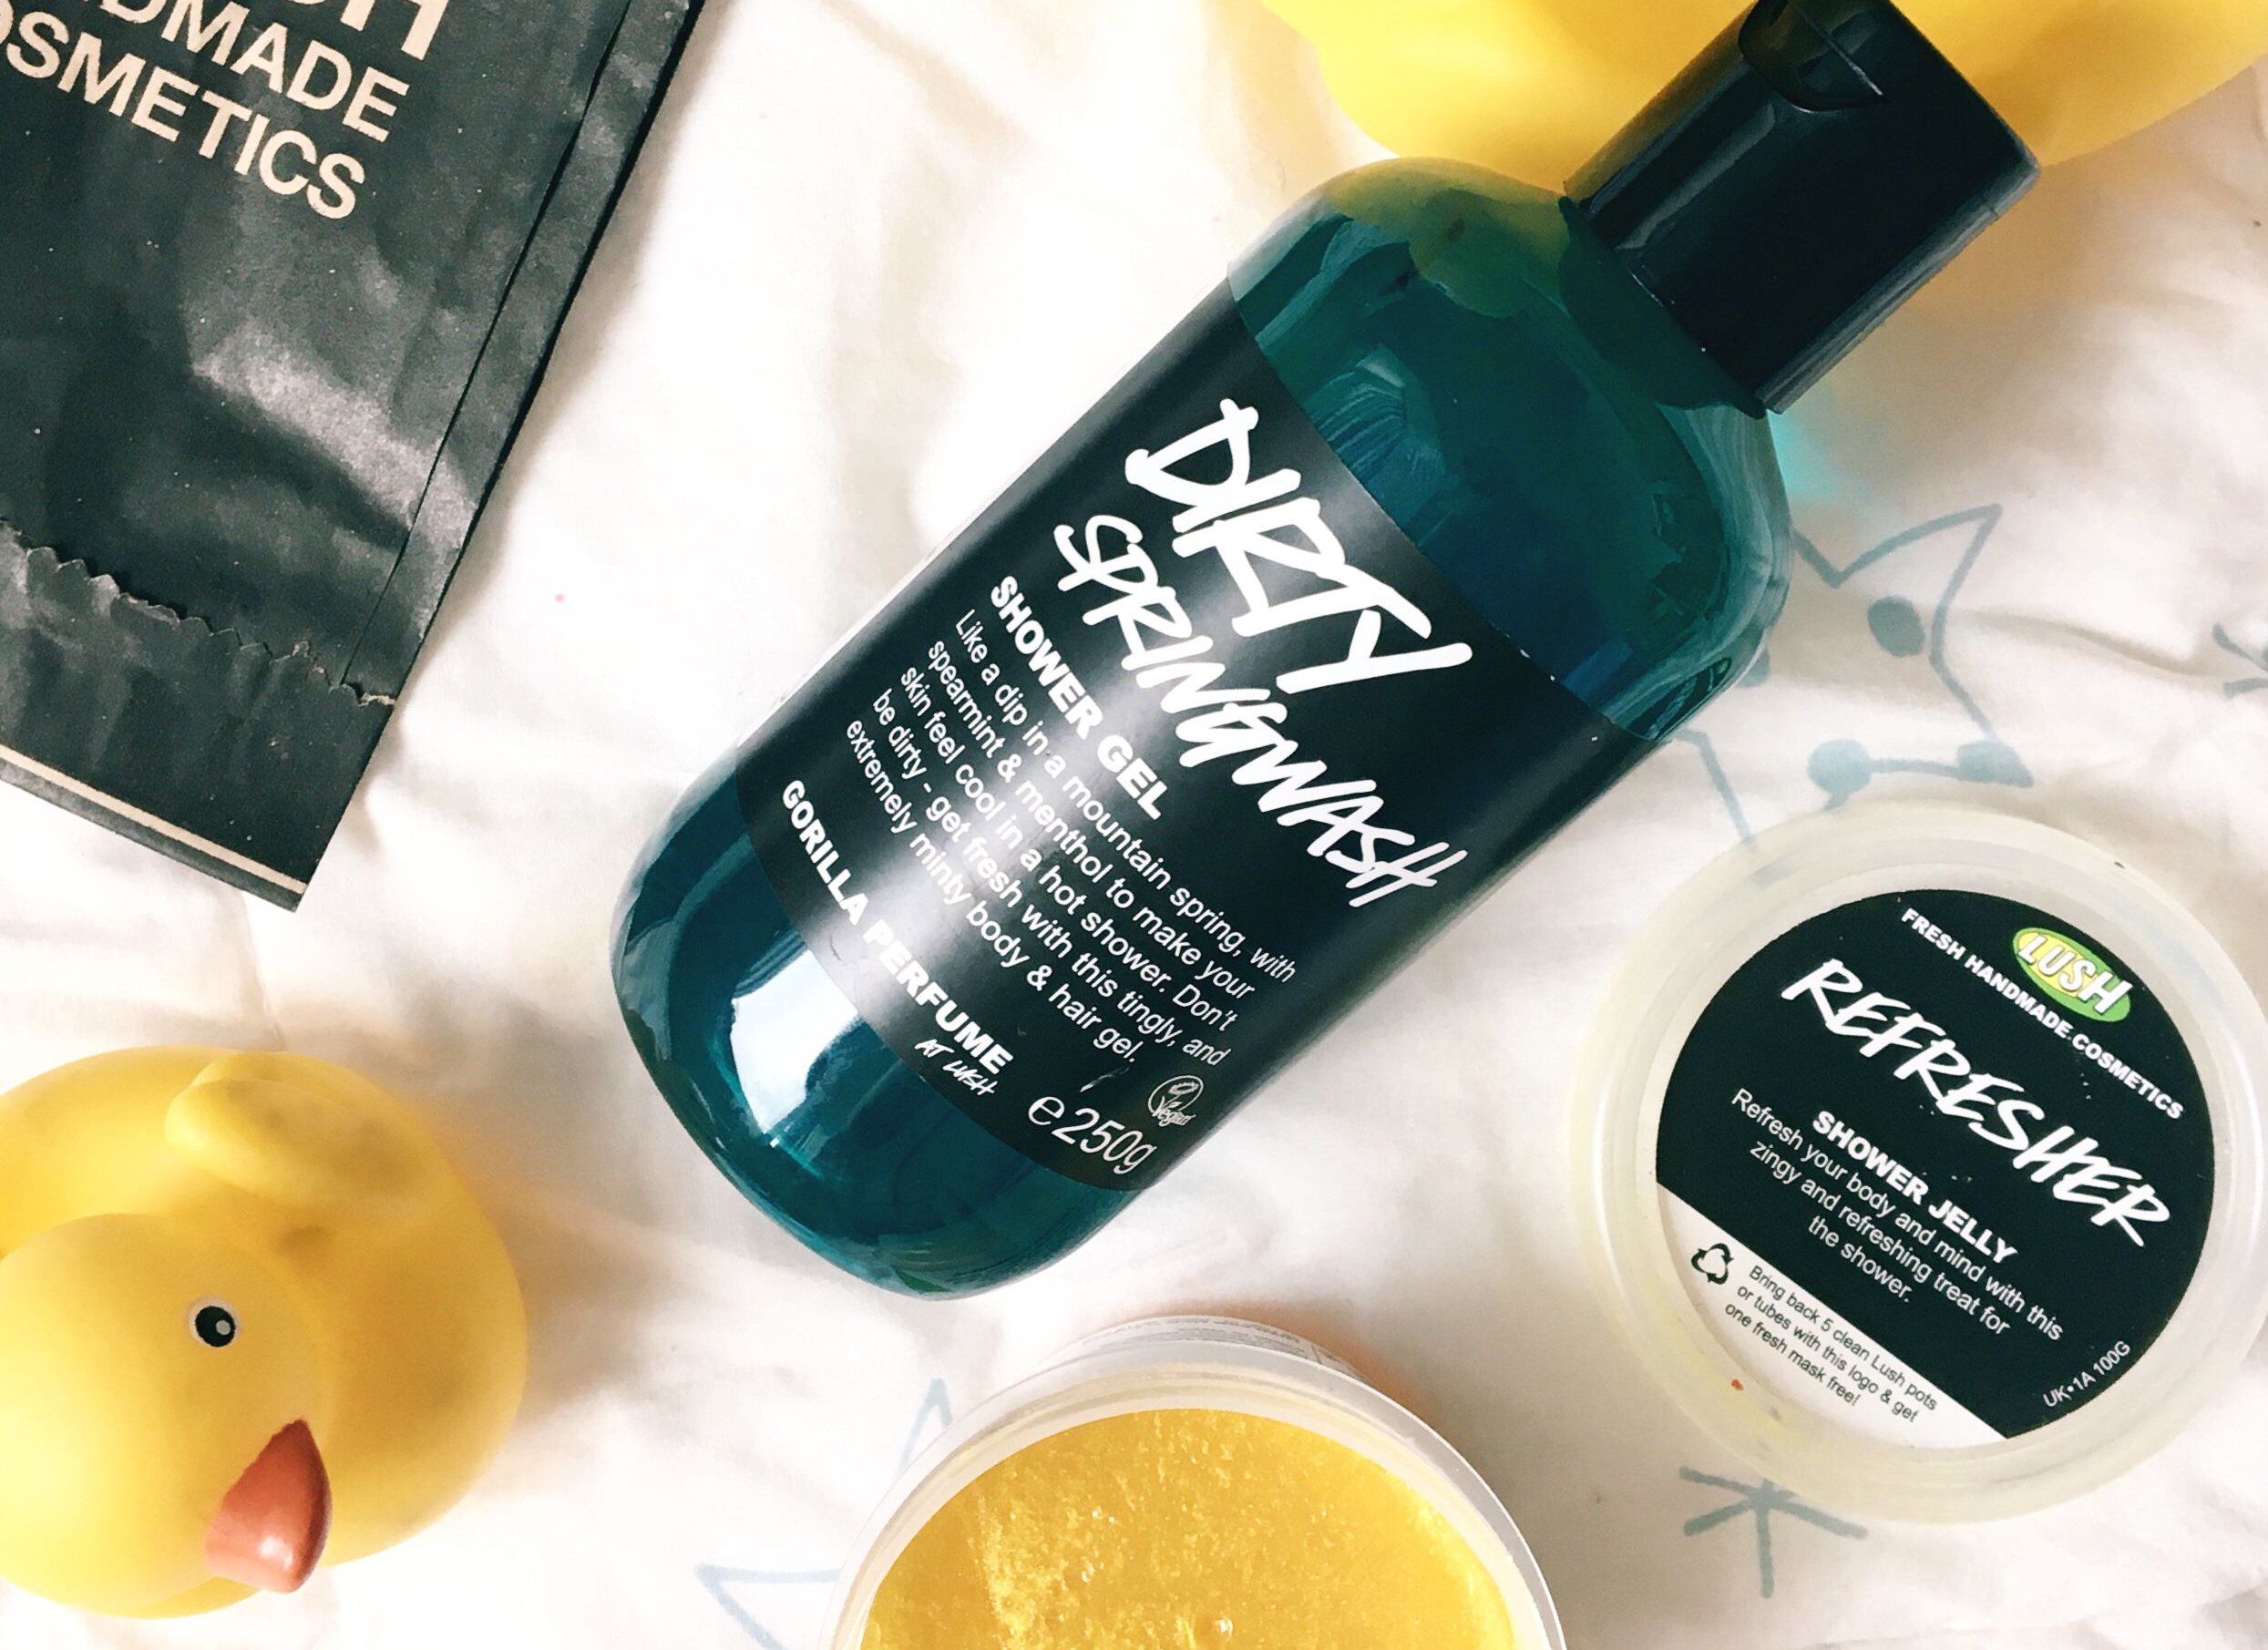 HANDMADE
COSMETICS
DIRTY
SPRINGWASH
SHOWER GEL
Like a dip in a mountain spring, with
spearmint & menthol to make your
skin feel cool in a hot shower. Don't
be dirty - get fresh with this tingly, and
extremely minty body & hair gel.
GORILLA PERFUME
AT LUSH
℮250g
Vegan
LUSH
FRESH HANDMADE COSMETICS
REFRESHER
SHOWER JELLY
Refresh your body and mind with this
zingy and refreshing treat for
the shower.
Bring back 5 clean Lush pots
or tubes with this logo & get
one fresh mask free!
UK•1A 100G